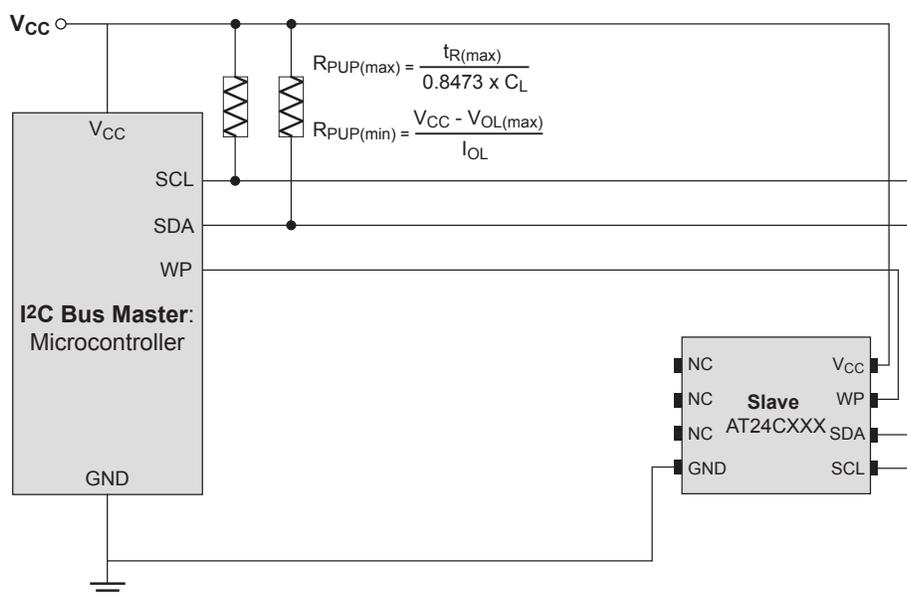 VCC
RPUP(max) = tR(max) / 0.8473 x CL
RPUP(min) = VCC - VOL(max) / IOL
VCC
SCL
SDA
WP
I2C Bus Master:
Microcontroller
GND
NC VCC
NC WP
Slave
AT24CXXX
NC SDA
GND SCL